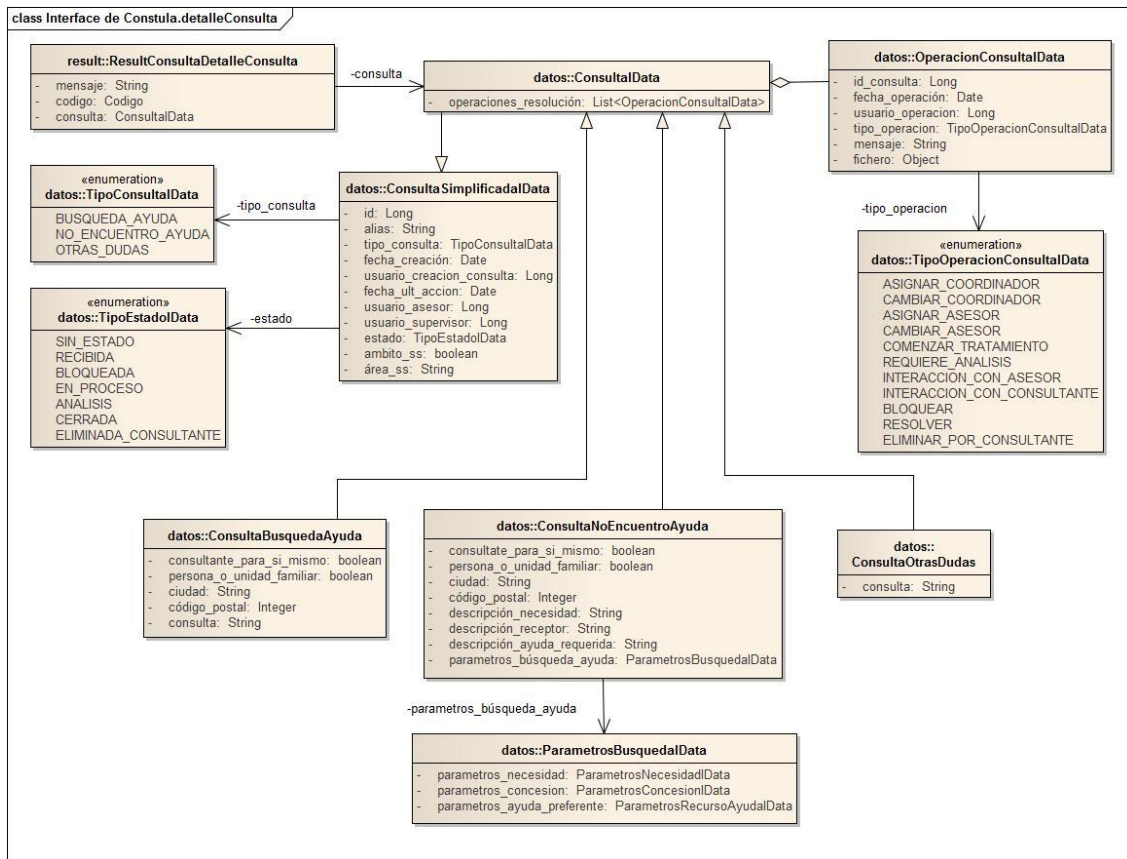 class Interface de Constula.detalleConsulta
result::ResultConsultaDetalleConsulta
- mensaje: String
- codigo: Codigo
- consulta: ConsultaIData
-consulta
datos::ConsultaIData
- operaciones_resolución: List<OperacionConsultaIData>
datos::OperacionConsultaIData
- id_consulta: Long
- fecha_operación: Date
- usuario_operacion: Long
- tipo_operacion: TipoOperacionConsultaIData
- mensaje: String
- fichero: Object
«enumeration»
datos::TipoConsultaIData
BUSQUEDA_AYUDA
NO_ENCUENTRO_AYUDA
OTRAS_DUDAS
-tipo_consulta
datos::ConsultaSimplificadaIData
- id: Long
- alias: String
- tipo_consulta: TipoConsultaIData
- fecha_creación: Date
- usuario_creacion_consulta: Long
- fecha_ult_accion: Date
- usuario_asesor: Long
- usuario_supervisor: Long
- estado: TipoEstadoIData
- ambito_ss: boolean
- área_ss: String
-tipo_operacion
«enumeration»
datos::TipoOperacionConsultaIData
ASIGNAR_COORDINADOR
CAMBIAR_COORDINADOR
ASIGNAR_ASESOR
CAMBIAR_ASESOR
COMENZAR_TRATAMIENTO
REQUIERE_ANALISIS
INTERACCION_CON_ASESOR
INTERACCION_CON_CONSULTANTE
BLOQUEAR
RESOLVER
ELIMINAR_POR_CONSULTANTE
«enumeration»
datos::TipoEstadoIData
SIN_ESTADO
RECIBIDA
BLOQUEADA
EN_PROCESO
ANALISIS
CERRADA
ELIMINADA_CONSULTANTE
-estado
datos::ConsultaBusquedaAyuda
- consultante_para_si_mismo: boolean
- persona_o_unidad_familiar: boolean
- ciudad: String
- código_postal: Integer
- consulta: String
datos::ConsultaNoEncuentroAyuda
- consultate_para_si_mismo: boolean
- persona_o_unidad_familiar: boolean
- ciudad: String
- código_postal: Integer
- descripción_necesidad: String
- descripción_receptor: String
- descripción_ayuda_requerida: String
- parametros_búsqueda_ayuda: ParametrosBusquedaIData
datos::
ConsultaOtrasDudas
- consulta: String
-parametros_búsqueda_ayuda
datos::ParametrosBusquedaIData
- parametros_necesidad: ParametrosNecesidadIData
- parametros_concesion: ParametrosConcesionIData
- parametros_ayuda_preferente: ParametrosRecursoAyudaIData